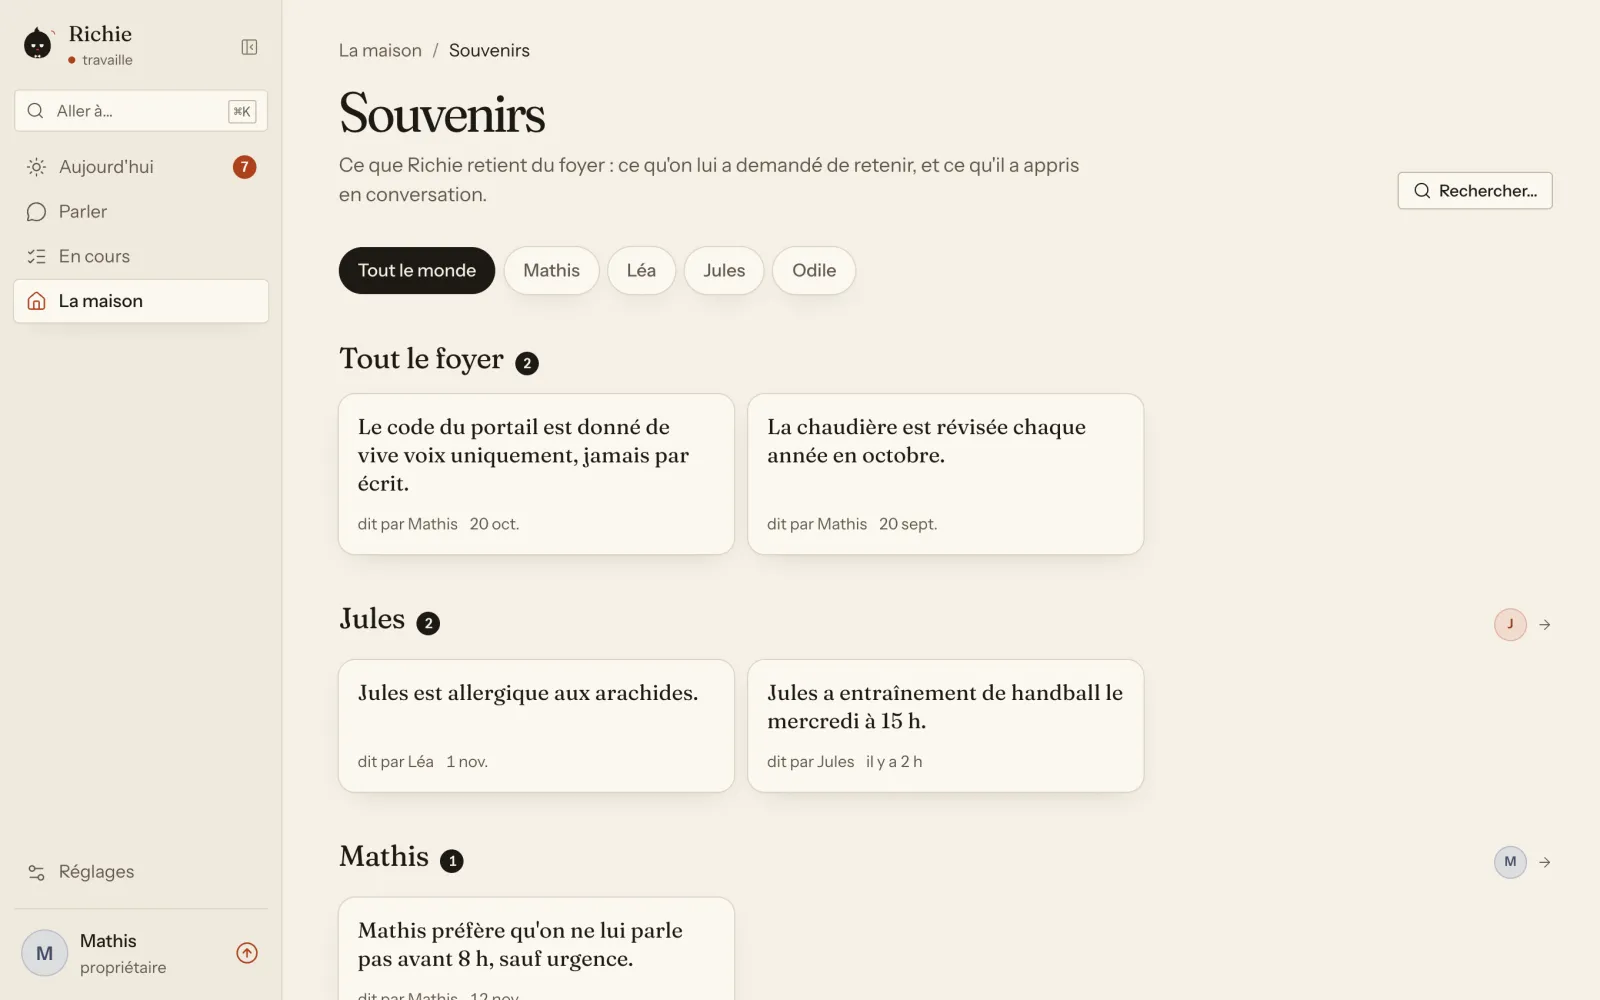 Richie
travaille
Aller à...
⌘K
Aujourd'hui
7
Parler
En cours
La maison
Réglages
M
Mathis
propriétaire
La maison / Souvenirs
Souvenirs
Ce que Richie retient du foyer : ce qu'on lui a demandé de retenir, et ce qu'il a appris
en conversation.
Rechercher...
Tout le monde
Mathis
Léa
Jules
Odile
Tout le foyer 2
Le code du portail est donné de
vive voix uniquement, jamais par
écrit.
dit par Mathis 20 oct.
La chaudière est révisée chaque
année en octobre.
dit par Mathis 20 sept.
Jules 2
J →
Jules est allergique aux arachides.
dit par Léa 1 nov.
Jules a entraînement de handball le
mercredi à 15 h.
dit par Jules il y a 2 h
Mathis 1
M →
Mathis préfère qu'on ne lui parle
pas avant 8 h, sauf urgence.
dit par Mathis 12 nov.